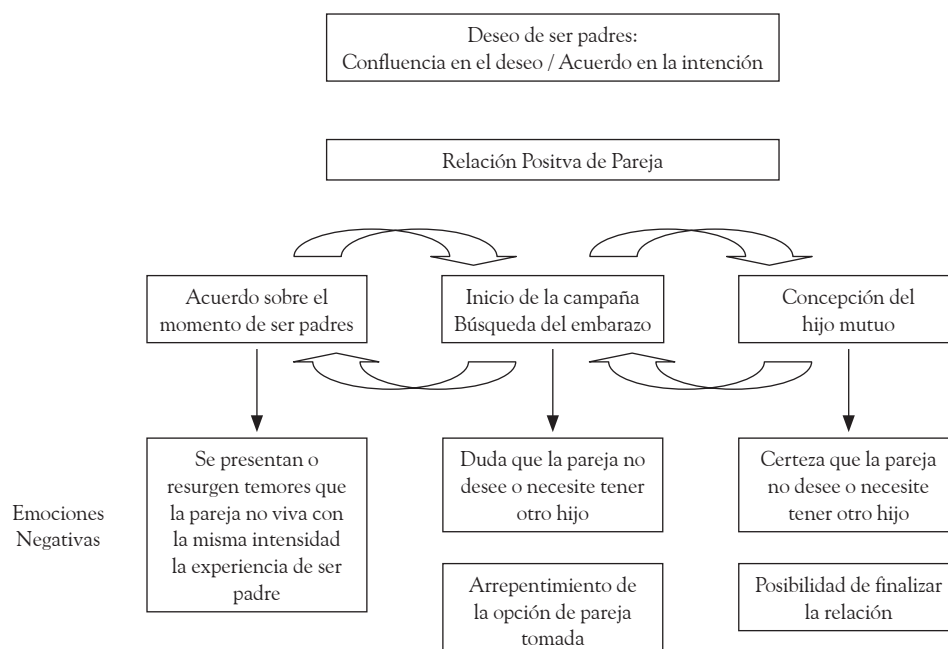 Deseo de ser padres:
Confluencia en el deseo / Acuerdo en la intención
Relación Positva de Pareja
Acuerdo sobre el
momento de ser padres
Inicio de la campaña
Búsqueda del embarazo
Concepción del
hijo mutuo
Emociones
Negativas
Se presentan o
resurgen temores que
la pareja no viva con
la misma intensidad
la experiencia de ser
padre
Duda que la pareja no
desee o necesite tener
otro hijo
Certeza que la pareja
no desee o necesite
tener otro hijo
Arrepentimiento de
la opción de pareja
tomada
Posibilidad de finalizar
la relación